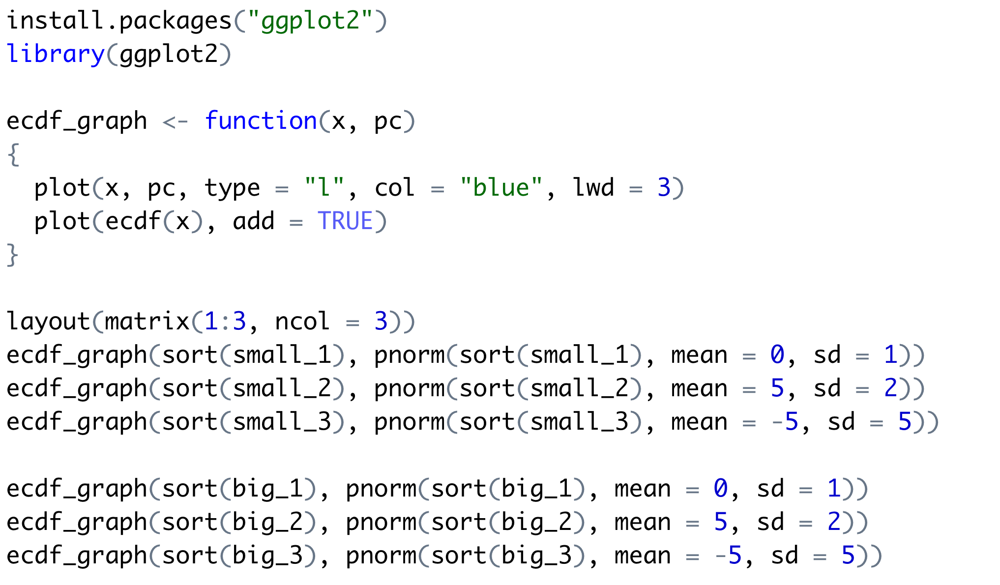 install.packages("ggplot2")
library(ggplot2)

ecdf_graph <- function(x, pc)
{
  plot(x, pc, type = "l", col = "blue", lwd = 3)
  plot(ecdf(x), add = TRUE)
}

layout(matrix(1:3, ncol = 3))
ecdf_graph(sort(small_1), pnorm(sort(small_1), mean = 0, sd = 1))
ecdf_graph(sort(small_2), pnorm(sort(small_2), mean = 5, sd = 2))
ecdf_graph(sort(small_3), pnorm(sort(small_3), mean = -5, sd = 5))

ecdf_graph(sort(big_1), pnorm(sort(big_1), mean = 0, sd = 1))
ecdf_graph(sort(big_2), pnorm(sort(big_2), mean = 5, sd = 2))
ecdf_graph(sort(big_3), pnorm(sort(big_3), mean = -5, sd = 5))